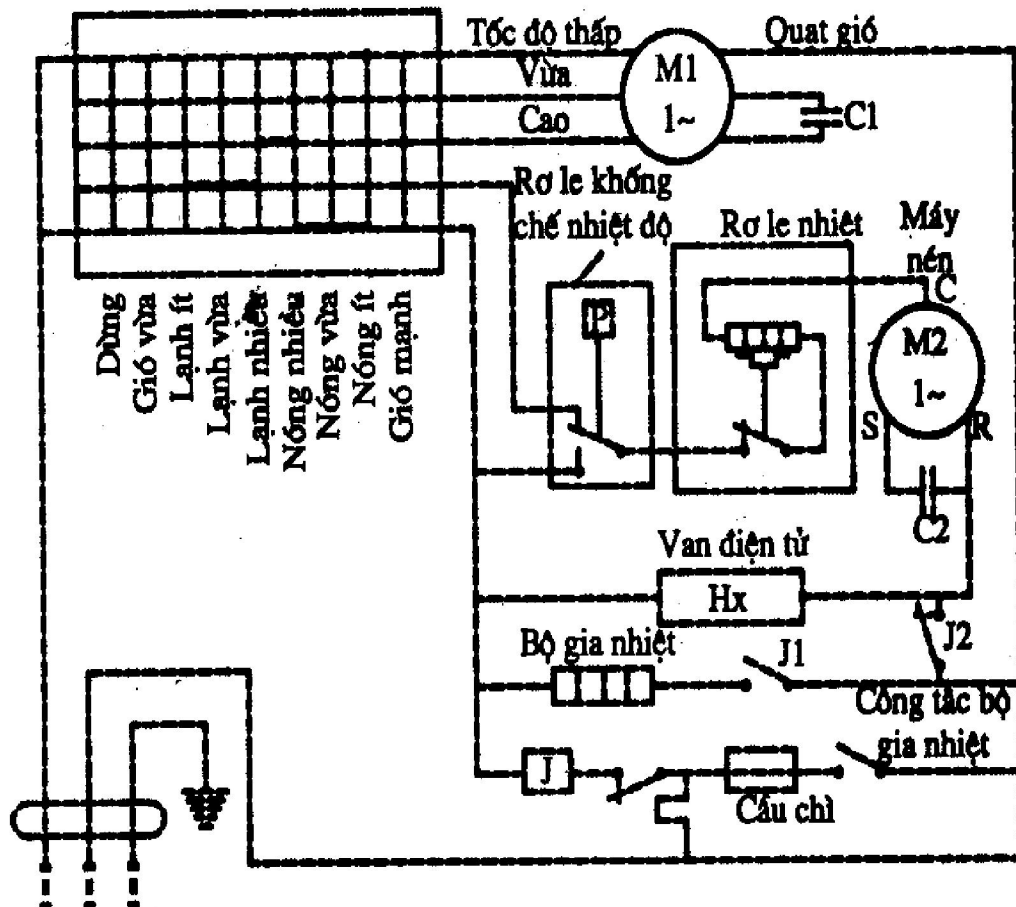 Tốc độ thấp
Vừa
Cao
Quat gió
M1
1~
C1
Rơ le khống
chế nhiệt độ
Rơ le nhiệt
Máy
nén
C
P
M2
1~
S
R
C2
Dừng
Gió vừa
Lạnh ít
Lạnh vừa
Lạnh nhiều
Nóng nhiều
Nóng vừa
Nóng ít
Gió mạnh
Van điện tử
Hx
J2
Bộ gia nhiệt
J1
Công tắc bộ
gia nhiệt
J
Cầu chì